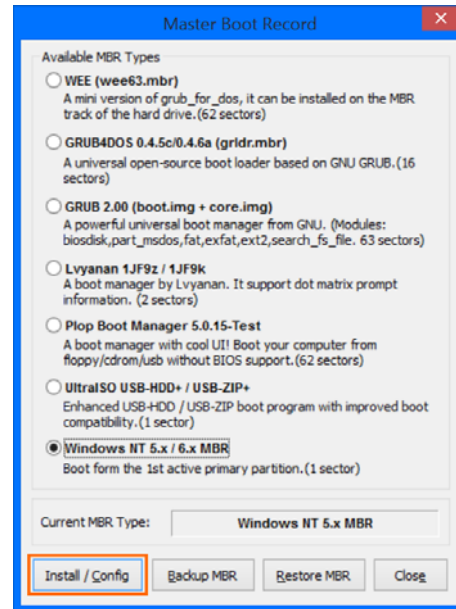 Master Boot Record
Available MBR Types
WEE (wee63.mbr)
A mini version of grub_for_dos, it can be installed on the MBR
track of the hard drive.(62 sectors)
GRUB4DOS 0.4.5c/0.4.6a (grldr.mbr)
A universal open-source boot loader based on GNU GRUB.(16
sectors)
GRUB 2.00 (boot.img + core.img)
A powerful universal boot manager from GNU. (Modules:
biosdisk,part_msdos,fat,exfat,ext2,search_fs_file. 63 sectors)
Lvyanan 1JF9z / 1JF9k
A boot manager by Lvyanan. It support dot matrix prompt
information. (2 sectors)
Plop Boot Manager 5.0.15-Test
A boot manager with cool UI! Boot your computer from
floppy/cdrom/usb without BIOS support.(62 sectors)
UltraISO USB-HDD+ / USB-ZIP+
Enhanced USB-HDD / USB-ZIP boot program with improved boot
compatibility.(1 sector)
Windows NT 5.x / 6.x MBR
Boot form the 1st active primary partition.(1 sector)
Current MBR Type: Windows NT 5.x MBR
Install / Config Backup MBR Restore MBR Close